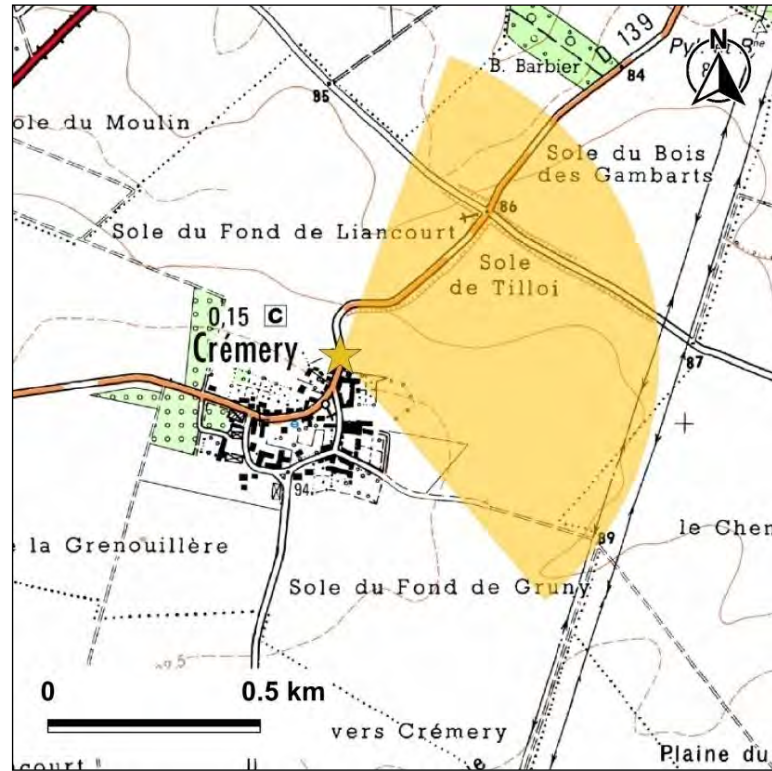 D 139
N
B. Barbier
84
85
ole du Moulin
Sole du Bois
des Gambarts
86
Sole du Fond de Liancourt
Sole
de Tilloi
0,15 C
Crémery
87
94
89
le Chen
e la Grenouillère
Sole du Fond de Gruny
0 0.5 km
vers Crémery
Plaine du
ncourt